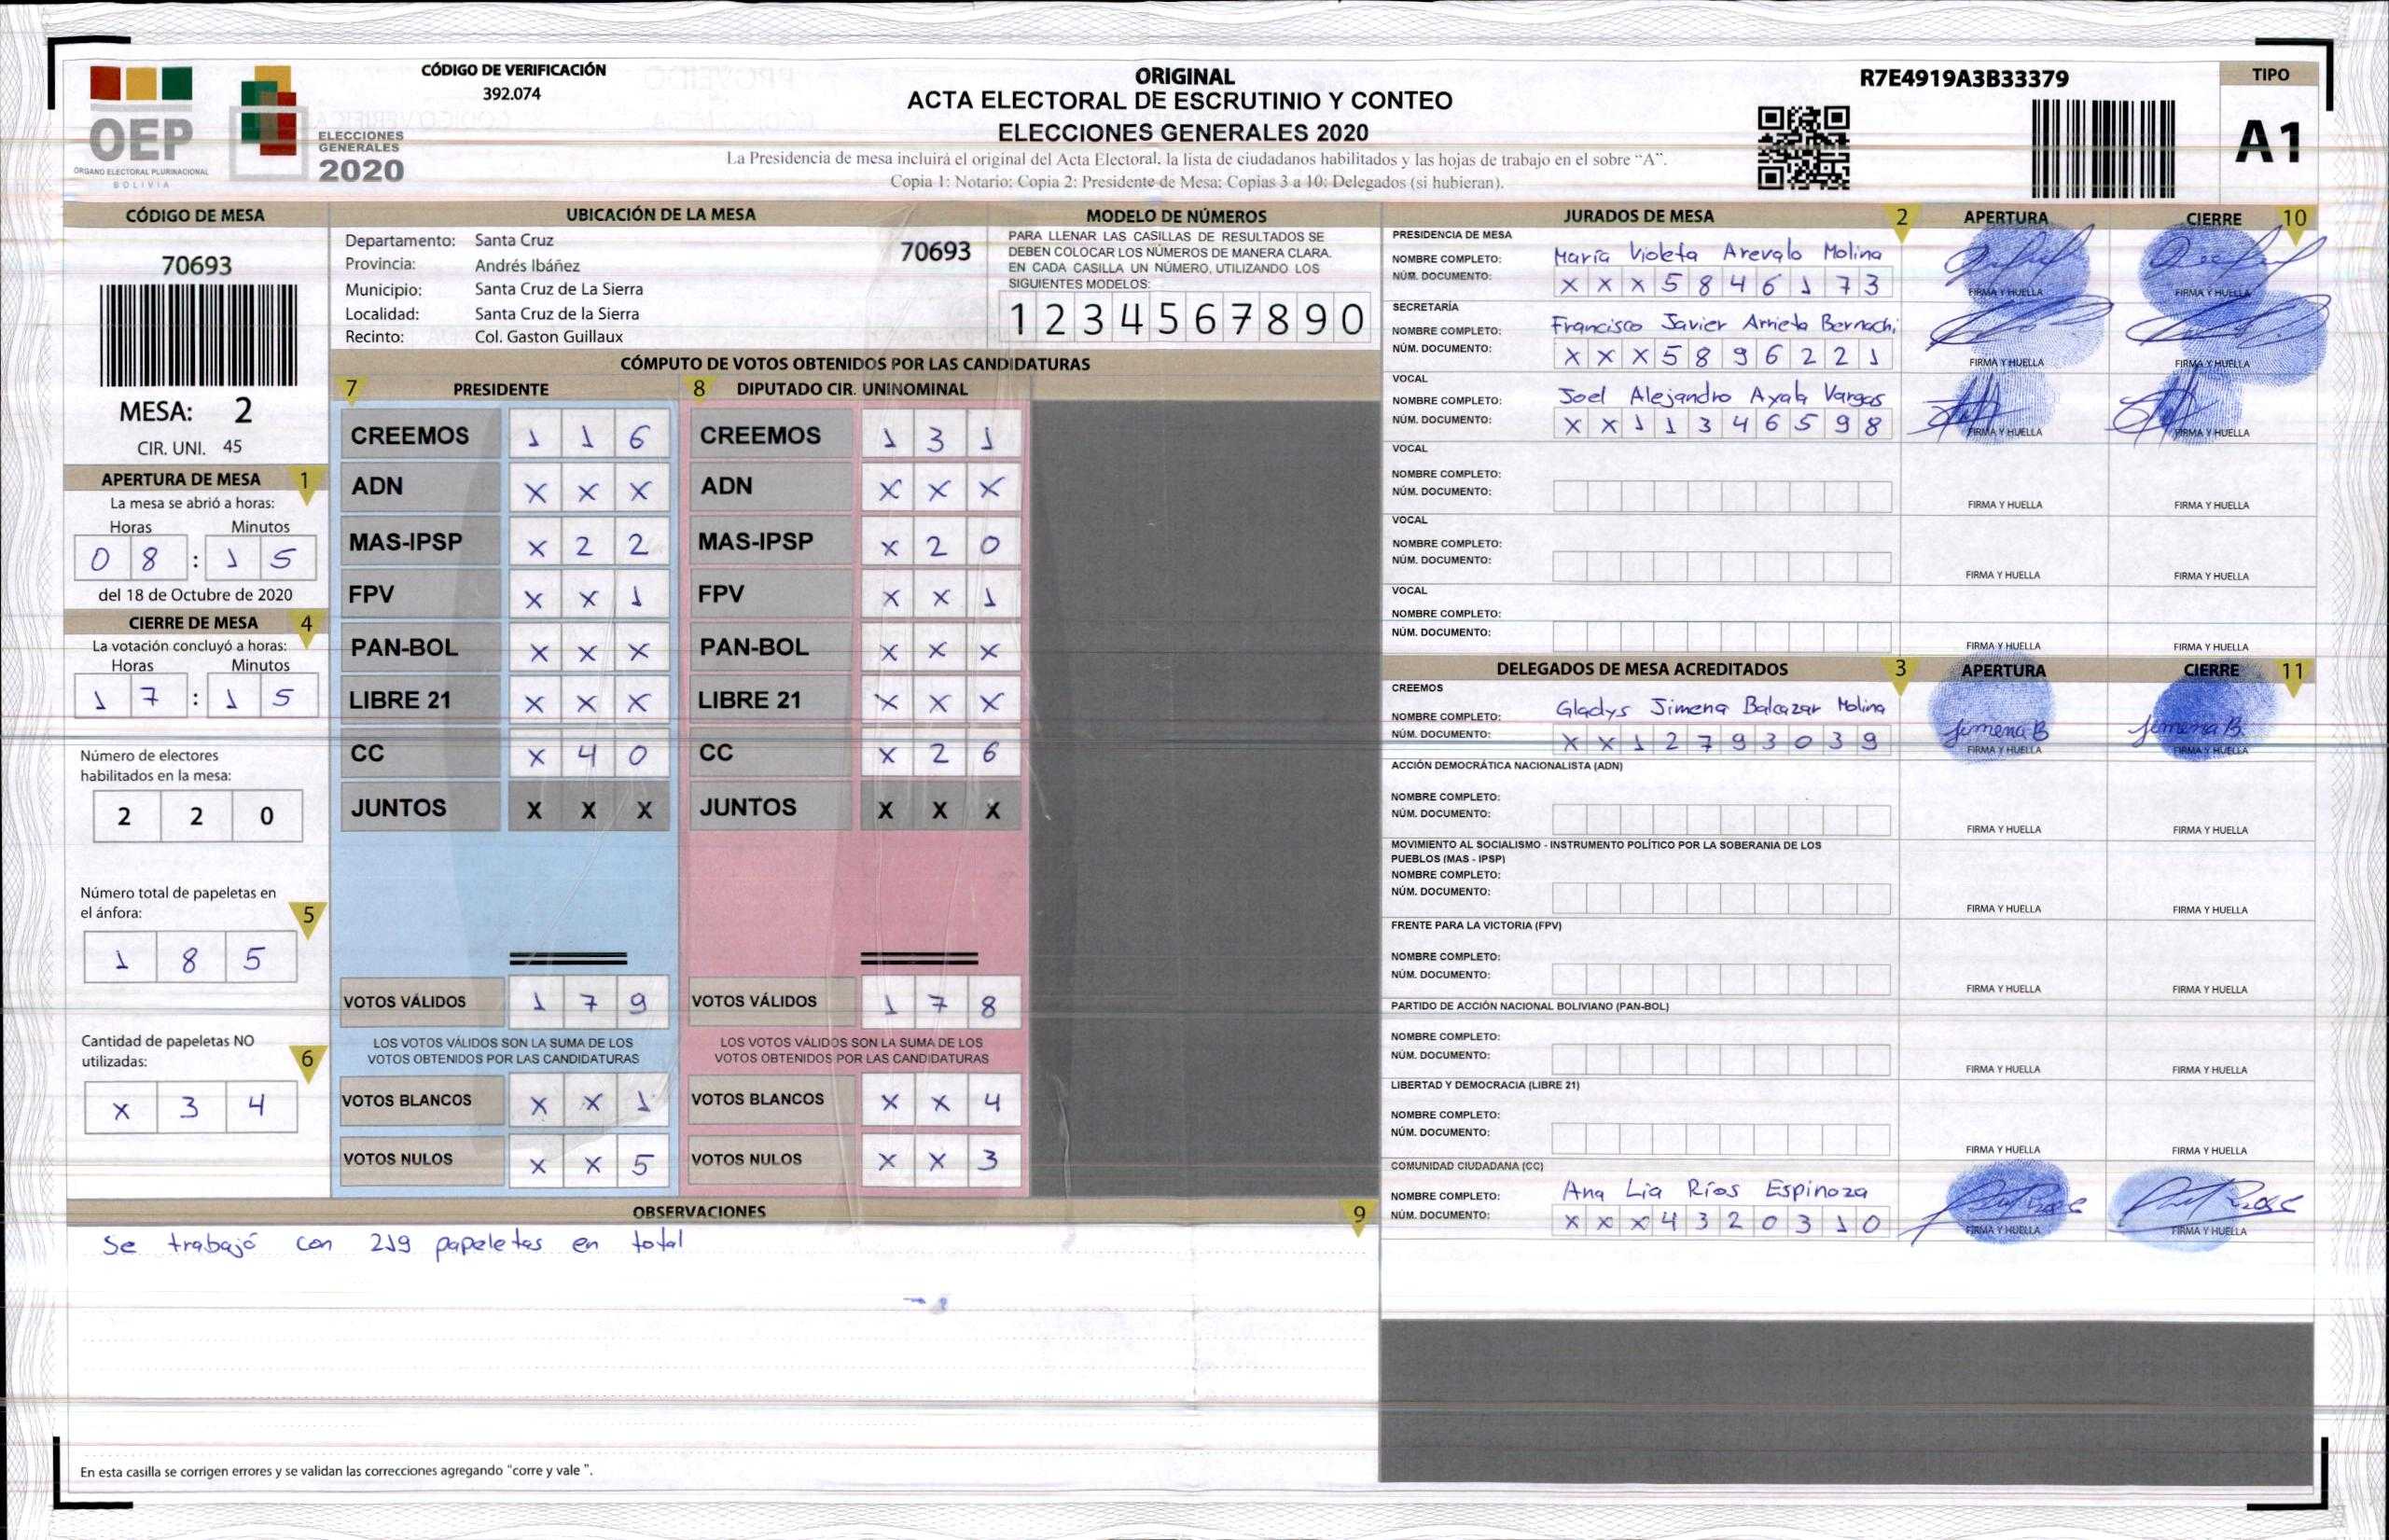 CÓDIGO DE VERIFICACIÓN
392.074
OEP
ÓRGANO ELECTORAL PLURINACIONAL
BOLIVIA
ELECCIONES
GENERALES
2020
ORIGINAL
ACTA ELECTORAL DE ESCRUTINIO Y CONTEO
ELECCIONES GENERALES 2020
La Presidencia de mesa incluirá el original del Acta Electoral, la lista de ciudadanos habilitados y las hojas de trabajo en el sobre “A”.
Copia 1: Notario; Copia 2: Presidente de Mesa; Copias 3 a 10: Delegados (si hubieran).
R7E4919A3B33379
TIPO
A1
CÓDIGO DE MESA
70693
MESA: 2
CIR. UNI. 45
APERTURA DE MESA 1
La mesa se abrió a horas:
Horas Minutos
0 8 : 1 5
del 18 de Octubre de 2020
CIERRE DE MESA 4
La votación concluyó a horas:
Horas Minutos
1 7 : 1 5
Número de electores
habilitados en la mesa:
2 2 0
Número total de papeletas en
el ánfora: 5
1 8 5
Cantidad de papeletas NO
utilizadas: 6
X 3 4
UBICACIÓN DE LA MESA
Departamento: Santa Cruz
70693
Provincia: Andrés Ibáñez
Municipio: Santa Cruz de La Sierra
Localidad: Santa Cruz de la Sierra
Recinto: Col. Gaston Guillaux
MODELO DE NÚMEROS
PARA LLENAR LAS CASILLAS DE RESULTADOS SE
DEBEN COLOCAR LOS NÚMEROS DE MANERA CLARA.
EN CADA CASILLA UN NÚMERO, UTILIZANDO LOS
SIGUIENTES MODELOS:
1 2 3 4 5 6 7 8 9 0
CÓMPUTO DE VOTOS OBTENIDOS POR LAS CANDIDATURAS
7 PRESIDENTE
CREEMOS 1 1 6
ADN X X X
MAS-IPSP X 2 2
FPV X X 1
PAN-BOL X X X
LIBRE 21 X X X
CC X 4 0
JUNTOS X X X
VOTOS VÁLIDOS 1 7 9
LOS VOTOS VÁLIDOS SON LA SUMA DE LOS
VOTOS OBTENIDOS POR LAS CANDIDATURAS
VOTOS BLANCOS X X 1
VOTOS NULOS X X 5
8 DIPUTADO CIR. UNINOMINAL
CREEMOS 1 3 1
ADN X X X
MAS-IPSP X 2 0
FPV X X 1
PAN-BOL X X X
LIBRE 21 X X X
CC X 2 6
JUNTOS X X X
VOTOS VÁLIDOS 1 7 8
LOS VOTOS VÁLIDOS SON LA SUMA DE LOS
VOTOS OBTENIDOS POR LAS CANDIDATURAS
VOTOS BLANCOS X X 4
VOTOS NULOS X X 3
OBSERVACIONES 9
Se trabajó con 219 papeletas en total
En esta casilla se corrigen errores y se validan las correcciones agregando “corre y vale ”.
JURADOS DE MESA 2 APERTURA CIERRE 10
PRESIDENCIA DE MESA
NOMBRE COMPLETO: María Violeta Arevalo Molina
NÚM. DOCUMENTO: X X X 5 8 4 6 1 7 3
FIRMA Y HUELLA FIRMA Y HUELLA
SECRETARÍA
NOMBRE COMPLETO: Francisco Javier Arrieta Bernachi
NÚM. DOCUMENTO: X X X 5 8 9 6 2 2 1
FIRMA Y HUELLA FIRMA Y HUELLA
VOCAL
NOMBRE COMPLETO: Joel Alejandro Ayala Vargas
NÚM. DOCUMENTO: X X 1 1 3 4 6 5 9 8
FIRMA Y HUELLA FIRMA Y HUELLA
VOCAL
NOMBRE COMPLETO:
NÚM. DOCUMENTO:
FIRMA Y HUELLA FIRMA Y HUELLA
VOCAL
NOMBRE COMPLETO:
NÚM. DOCUMENTO:
FIRMA Y HUELLA FIRMA Y HUELLA
VOCAL
NOMBRE COMPLETO:
NÚM. DOCUMENTO:
FIRMA Y HUELLA FIRMA Y HUELLA
DELEGADOS DE MESA ACREDITADOS 3 APERTURA CIERRE 11
CREEMOS
NOMBRE COMPLETO: Gladys Jimena Balcazar Molina
NÚM. DOCUMENTO: X X 1 2 7 9 3 0 3 9
Jimena B Jimena B.
FIRMA Y HUELLA FIRMA Y HUELLA
ACCIÓN DEMOCRÁTICA NACIONALISTA (ADN)
NOMBRE COMPLETO:
NÚM. DOCUMENTO:
FIRMA Y HUELLA FIRMA Y HUELLA
MOVIMIENTO AL SOCIALISMO - INSTRUMENTO POLÍTICO POR LA SOBERANIA DE LOS
PUEBLOS (MAS - IPSP)
NOMBRE COMPLETO:
NÚM. DOCUMENTO:
FIRMA Y HUELLA FIRMA Y HUELLA
FRENTE PARA LA VICTORIA (FPV)
NOMBRE COMPLETO:
NÚM. DOCUMENTO:
FIRMA Y HUELLA FIRMA Y HUELLA
PARTIDO DE ACCIÓN NACIONAL BOLIVIANO (PAN-BOL)
NOMBRE COMPLETO:
NÚM. DOCUMENTO:
FIRMA Y HUELLA FIRMA Y HUELLA
LIBERTAD Y DEMOCRACIA (LIBRE 21)
NOMBRE COMPLETO:
NÚM. DOCUMENTO:
FIRMA Y HUELLA FIRMA Y HUELLA
COMUNIDAD CIUDADANA (CC)
NOMBRE COMPLETO: Ana Lia Ríos Espinoza
NÚM. DOCUMENTO: X X X 4 3 2 0 3 1 0
FIRMA Y HUELLA FIRMA Y HUELLA